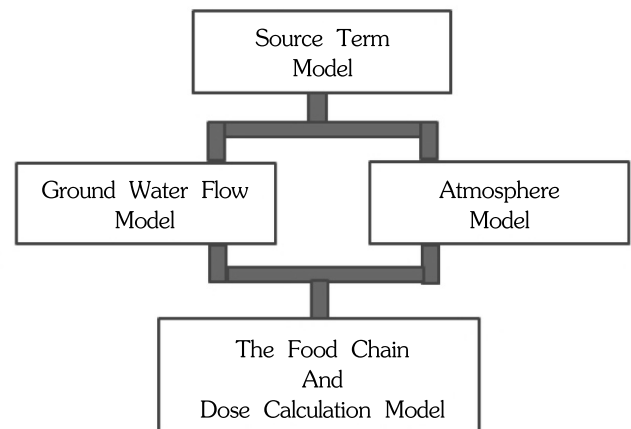 Source Term
Model
Ground Water Flow
Model
Atmosphere
Model
The Food Chain
And
Dose Calculation Model